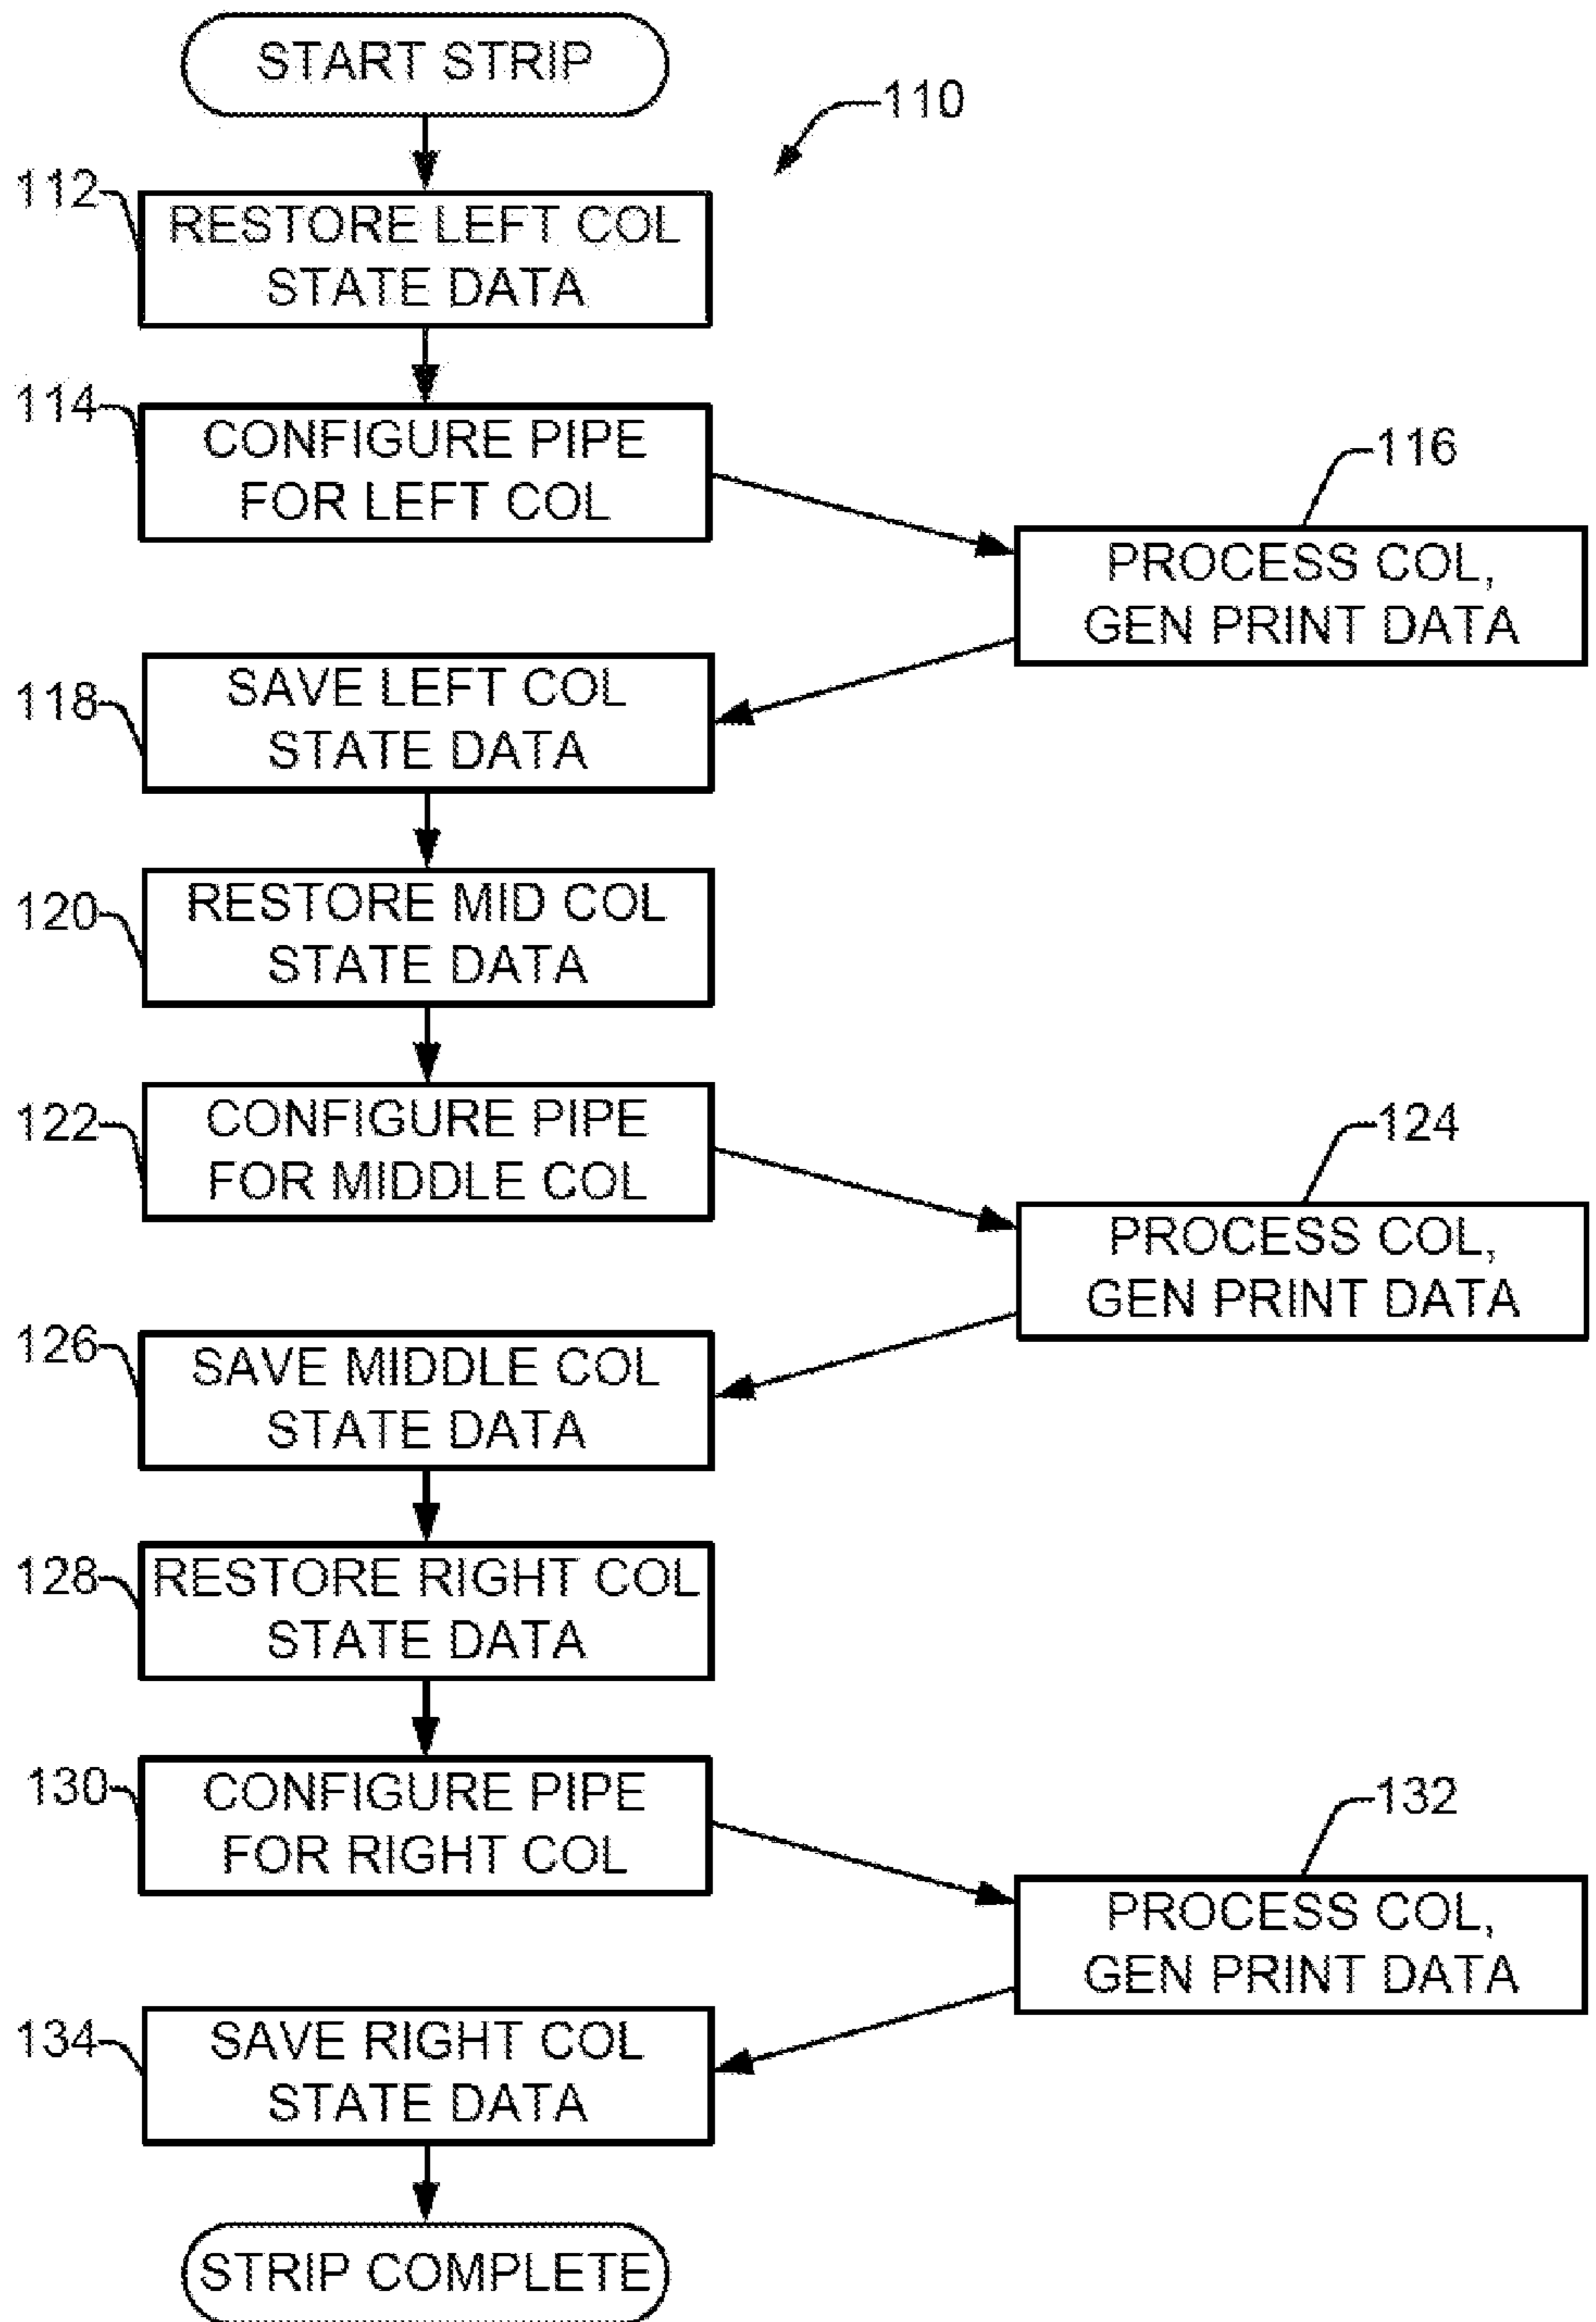 START STRIP
110
112
RESTORE LEFT COL
STATE DATA
114
CONFIGURE PIPE
FOR LEFT COL
116
PROCESS COL,
GEN PRINT DATA
118
SAVE LEFT COL
STATE DATA
120
RESTORE MID COL
STATE DATA
122
CONFIGURE PIPE
FOR MIDDLE COL
124
PROCESS COL,
GEN PRINT DATA
126
SAVE MIDDLE COL
STATE DATA
128
RESTORE RIGHT COL
STATE DATA
130
CONFIGURE PIPE
FOR RIGHT COL
132
PROCESS COL,
GEN PRINT DATA
134
SAVE RIGHT COL
STATE DATA
STRIP COMPLETE